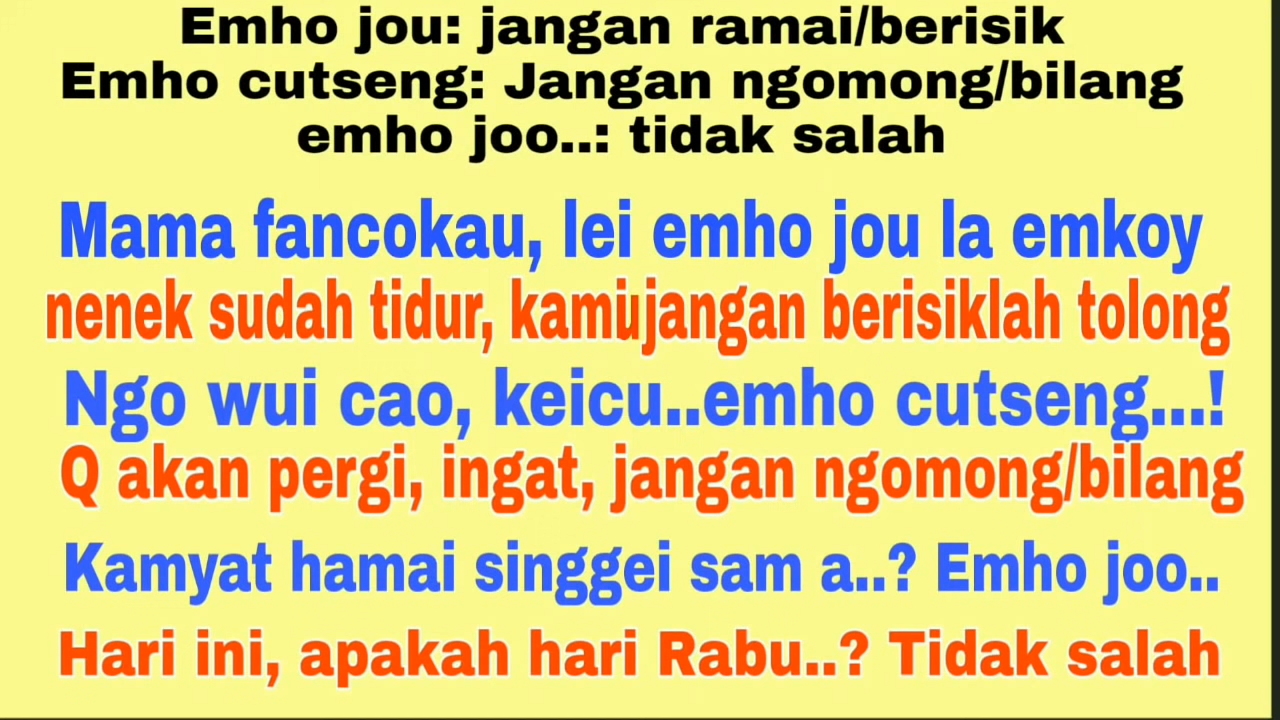 Emho jou: jangan ramai/berisik
Emho cutseng: Jangan ngomong/bilang
emho joo..: tidak salah
Mama fancokau, lei emho jou la emkoy
nenek sudah tidur, kamiujangan berisiklah tolong
Ngo wui cao, keicu..emho cutseng...!
Q akan pergi, ingat, jangan ngomong/bilang
Kamyat hamai singgei sam a..? Emho joo..
Hari ini, apakah hari Rabu..? Tidak salah